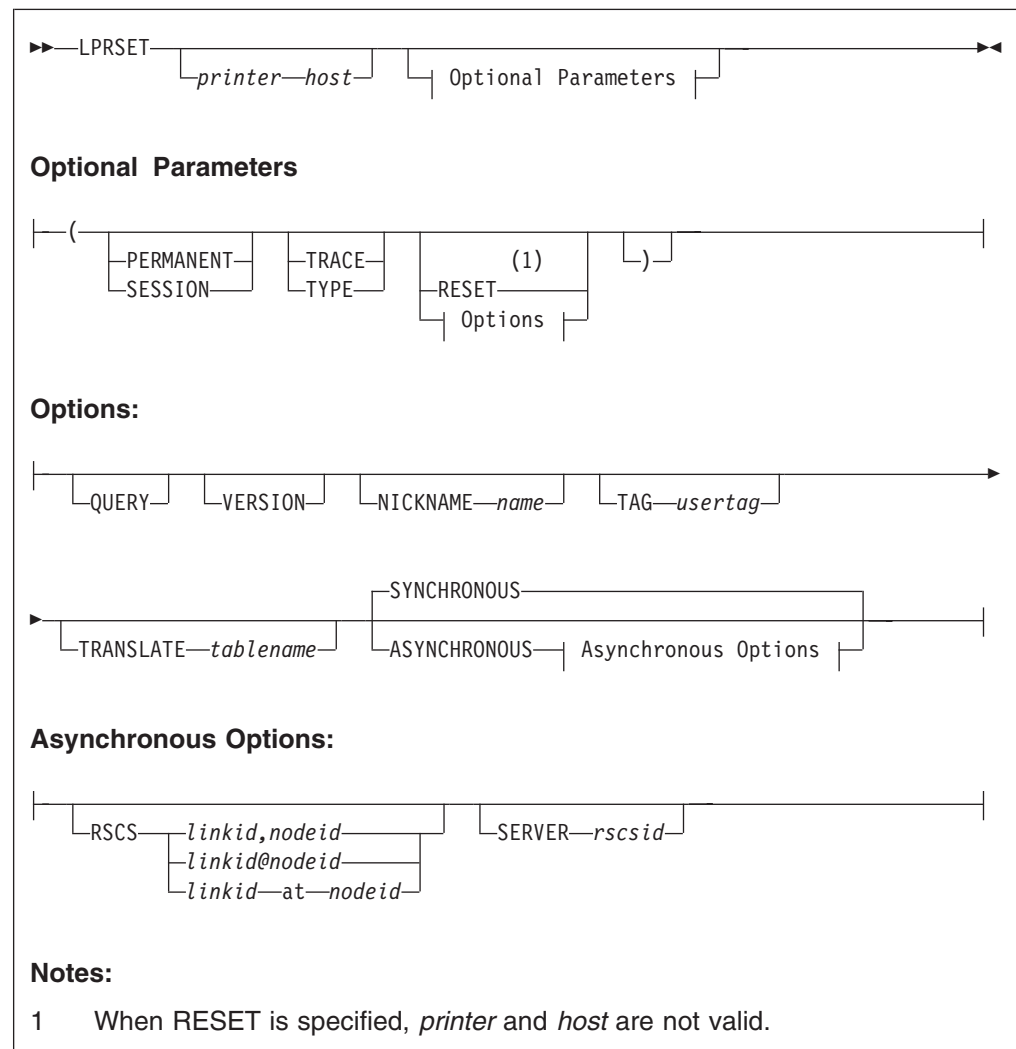 LPRSET
printer host Optional Parameters
Optional Parameters
(
PERMANENT TRACE (1) )
SESSION TYPE RESET
Options
Options:
QUERY VERSION NICKNAME name TAG usertag
SYNCHRONOUS
TRANSLATE tablename ASYNCHRONOUS Asynchronous Options
Asynchronous Options:
RSCS linkid,nodeid SERVER rscsid
linkid@nodeid
linkid at nodeid
Notes:
1 When RESET is specified, printer and host are not valid.